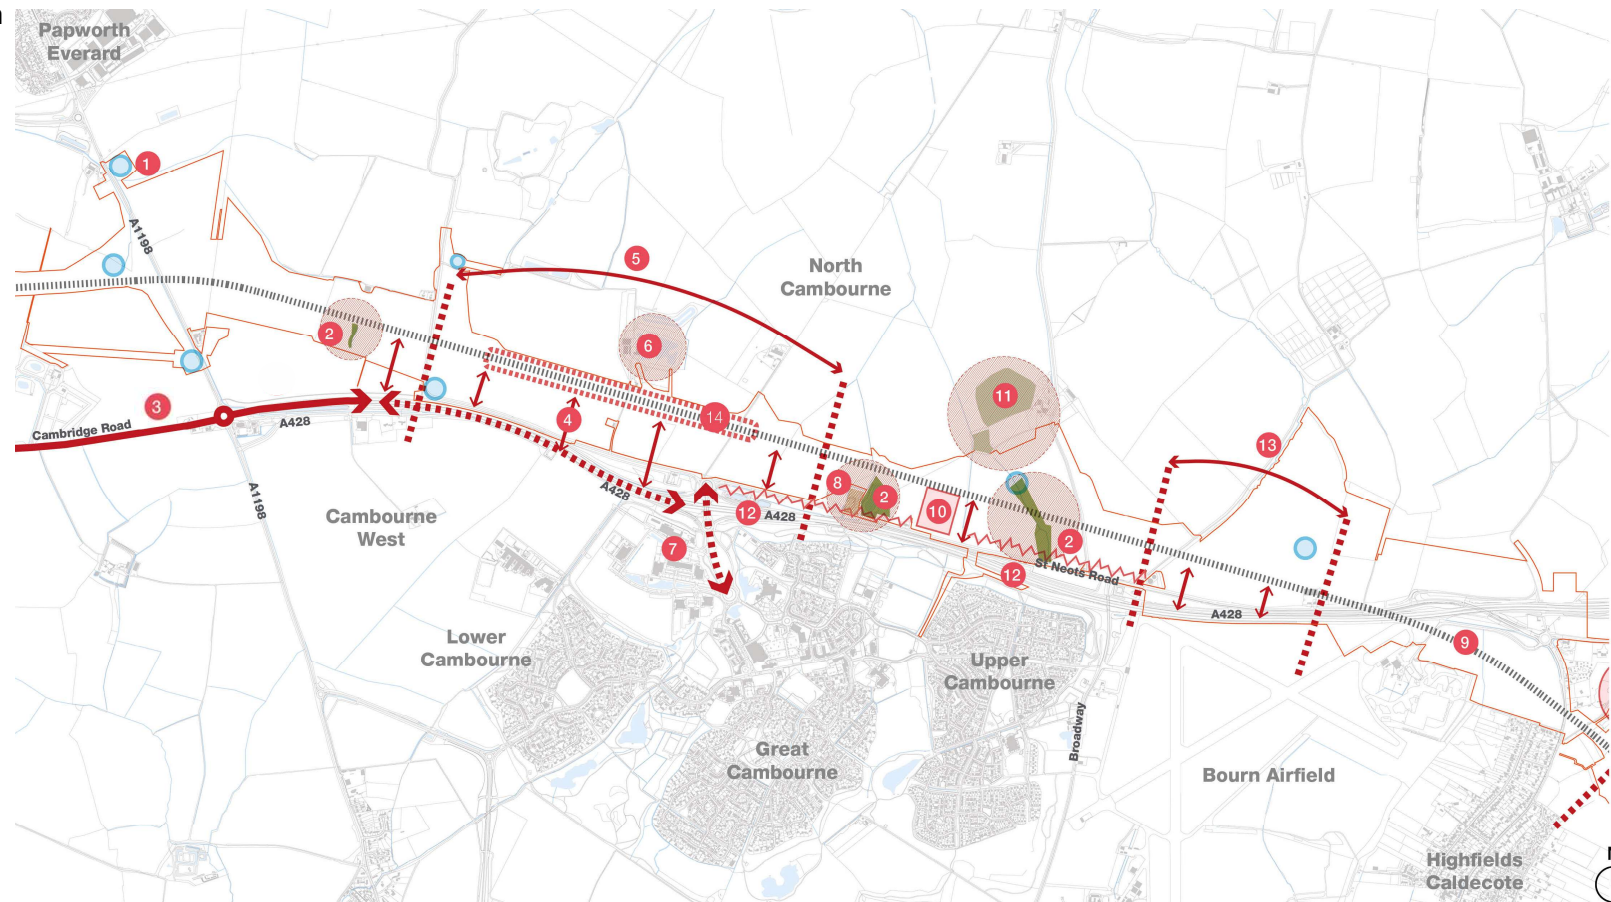 Papworth
Everard
1
A1198
5
North
Cambourne
2
6
3
Cambridge Road
A428
4
14
11
13
A1198
Cambourne
West
A428
12
A428
8
2
10
2
7
12
St Neots Road
A428
9
Lower
Cambourne
Upper
Cambourne
Broadway
Great
Cambourne
Bourn Airfield
Highfields
Caldecote